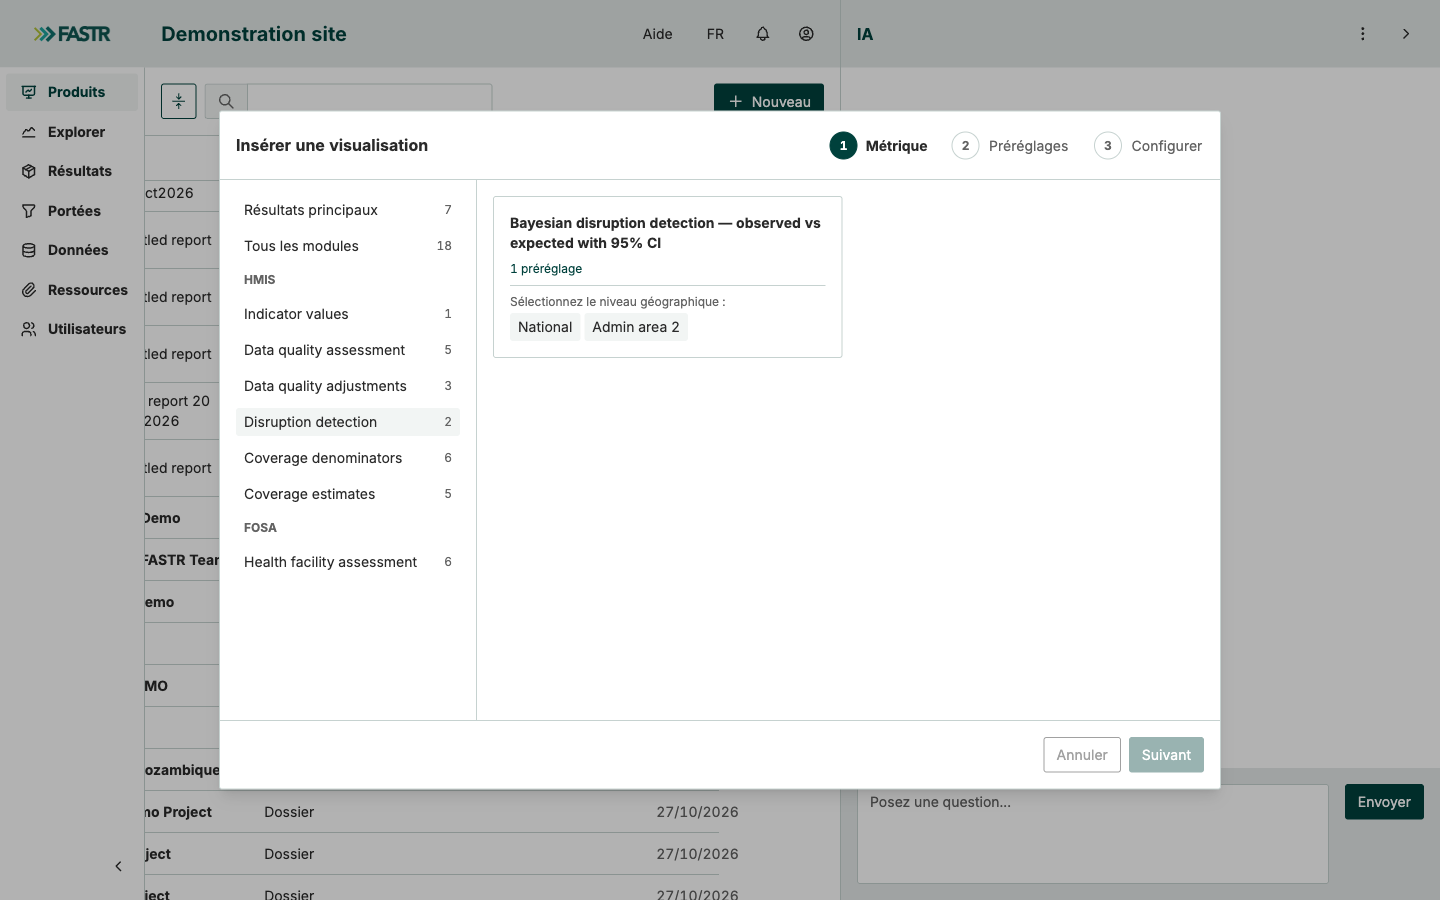 FASTR
Demonstration site
Aide
FR
IA
Produits
Explorer
Résultats
Portées
Données
Ressources
Utilisateurs
Nouveau
ct2026
tled report
tled report
tled report
report 20
2026
tled report
Demo
FASTR Tear
emo
MO
ozambique
no Project
Dossier
27/10/2026
ject
Dossier
27/10/2026
ject
Dossier
27/10/2026
Insérer une visualisation
1 Métrique
2 Préréglages
3 Configurer
Résultats principaux 7
Tous les modules 18
HMIS
Indicator values 1
Data quality assessment 5
Data quality adjustments 3
Disruption detection 2
Coverage denominators 6
Coverage estimates 5
FOSA
Health facility assessment 6
Bayesian disruption detection — observed vs
expected with 95% CI
1 préréglage
Sélectionnez le niveau géographique :
National
Admin area 2
Annuler
Suivant
Posez une question...
Envoyer